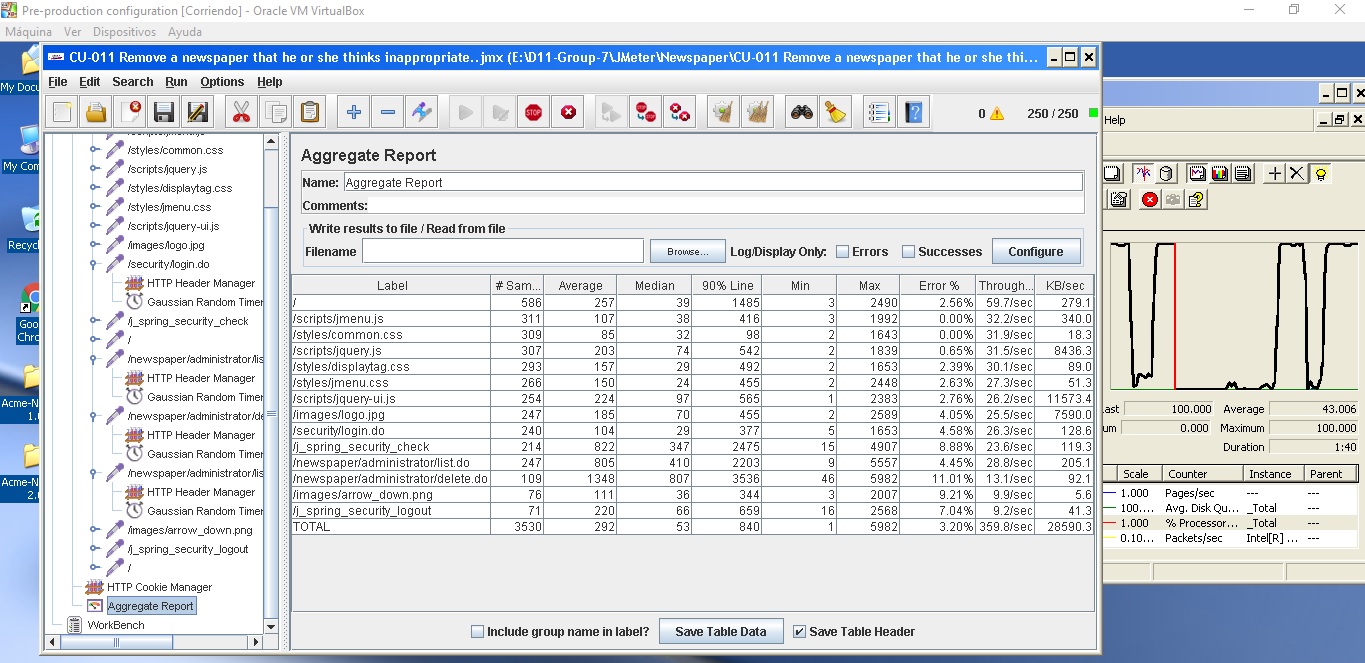 Pre-production configuration [Corriendo] - Oracle VM VirtualBox
Máquina Ver Dispositivos Ayuda
CU-011 Remove a newspaper that he or she thinks inappropriate..jmx (E:\D11-Group-7\JMeter\Newspaper\CU-011 Remove a newspaper that he or she thi...
File Edit Search Run Options Help
0 250 / 250
My Docu
My Com
Recyc
Goo
Chro
Acme-N
1.0
Acme-N
2.0
/scripts/jmenu.js
/styles/common.css
/scripts/jquery.js
/styles/displaytag.css
/styles/jmenu.css
/scripts/jquery-ui.js
/images/logo.jpg
/security/login.do
HTTP Header Manager
Gaussian Random Timer
/j_spring_security_check
/
/newspaper/administrator/lis
HTTP Header Manager
Gaussian Random Timer
/newspaper/administrator/de
HTTP Header Manager
Gaussian Random Timer
/newspaper/administrator/lis
HTTP Header Manager
Gaussian Random Timer
/images/arrow_down.png
/j_spring_security_logout
/
HTTP Cookie Manager
Aggregate Report
WorkBench
Aggregate Report
Name: Aggregate Report
Comments:
Write results to file / Read from file
Filename Browse... Log/Display Only: Errors Successes Configure
Label # Sam... Average Median 90% Line Min Max Error % Through... KB/sec
/ 586 257 39 1485 3 2490 2.56% 59.7/sec 279.1
/scripts/jmenu.js 311 107 38 416 3 1992 0.00% 32.2/sec 340.0
/styles/common.css 309 85 32 98 2 1643 0.00% 31.9/sec 18.3
/scripts/jquery.js 307 203 74 542 2 1839 0.65% 31.5/sec 8436.3
/styles/displaytag.css 293 157 29 492 2 1653 2.39% 30.1/sec 89.0
/styles/jmenu.css 266 150 24 455 2 2448 2.63% 27.3/sec 51.3
/scripts/jquery-ui.js 254 224 97 565 1 2383 2.76% 26.2/sec 11573.4
/images/logo.jpg 247 185 70 455 2 2589 4.05% 25.5/sec 7590.0
/security/login.do 240 104 29 377 5 1653 4.58% 26.3/sec 128.6
/j_spring_security_check 214 822 347 2475 15 4907 8.88% 23.6/sec 119.3
/newspaper/administrator/list.do 247 805 410 2203 9 5557 4.45% 28.8/sec 205.1
/newspaper/administrator/delete.do 109 1348 807 3536 46 5982 11.01% 13.1/sec 92.1
/images/arrow_down.png 76 111 36 344 3 2007 9.21% 9.9/sec 5.6
/j_spring_security_logout 71 220 66 659 16 2568 7.04% 9.2/sec 41.3
TOTAL 3530 292 53 840 1 5982 3.20% 359.8/sec 28590.3
Include group name in label? Save Table Data Save Table Header
Help
ast 100.000 Average 43.006
um 0.000 Maximum 100.000
Duration 1:40
Scale Counter Instance Parent
1.000 Pages/sec --- ---
100.... Avg. Disk Qu... _Total ---
1.000 % Processor... _Total ---
0.10... Packets/sec Intel[R] ... ---